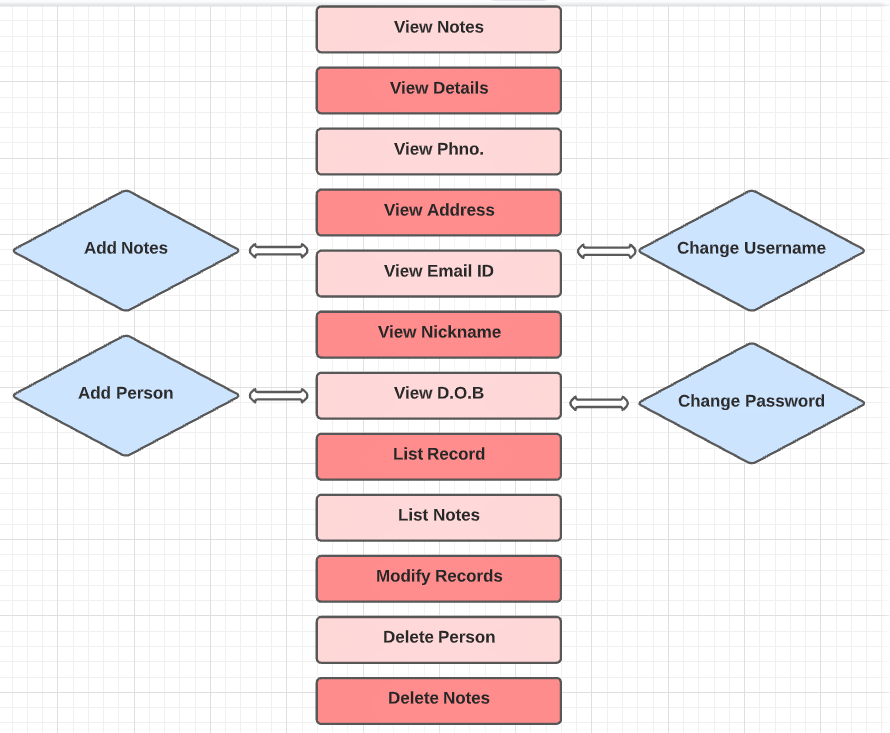 View Notes
View Details
View Phno.
View Address
View Email ID
View Nickname
View D.O.B
List Record
List Notes
Modify Records
Delete Person
Delete Notes
Add Notes
Add Person
Change Username
Change Password